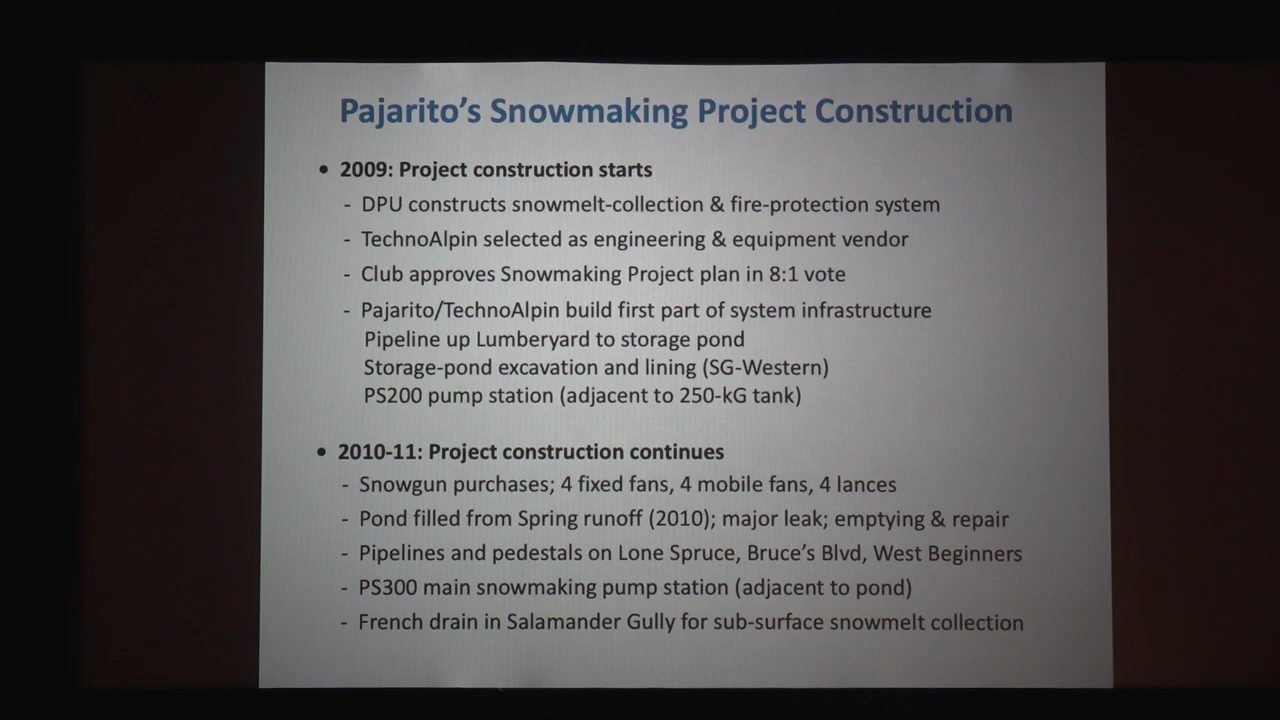 Pajarito's Snowmaking Project Construction
• 2009: Project construction starts
- DPU constructs snowmelt-collection & fire-protection system
- TechnoAlpin selected as engineering & equipment vendor
- Club approves Snowmaking Project plan in 8:1 vote
- Pajarito/TechnoAlpin build first part of system infrastructure
Pipeline up Lumberyard to storage pond
Storage-pond excavation and lining (SG-Western)
PS200 pump station (adjacent to 250-kG tank)
• 2010-11: Project construction continues
- Snowgun purchases; 4 fixed fans, 4 mobile fans, 4 lances
- Pond filled from Spring runoff (2010); major leak; emptying & repair
- Pipelines and pedestals on Lone Spruce, Bruce's Blvd, West Beginners
- PS300 main snowmaking pump station (adjacent to pond)
- French drain in Salamander Gully for sub-surface snowmelt collection